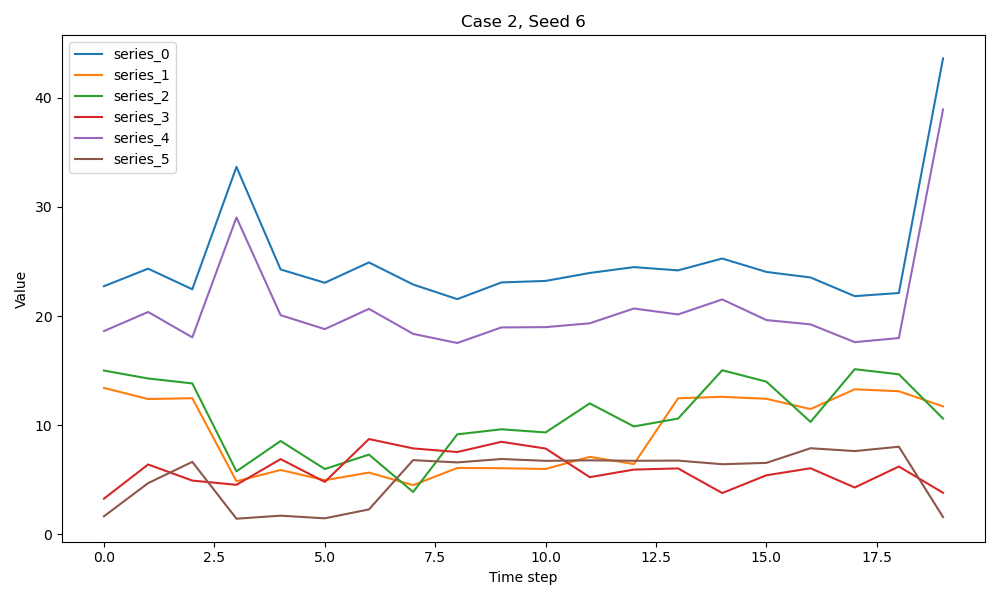 Case 2, Seed 6
series_0
series_1
series_2
series_3
series_4
series_5
Value
40
30
20
10
0
0.0 2.5 5.0 7.5 10.0 12.5 15.0 17.5
Time step